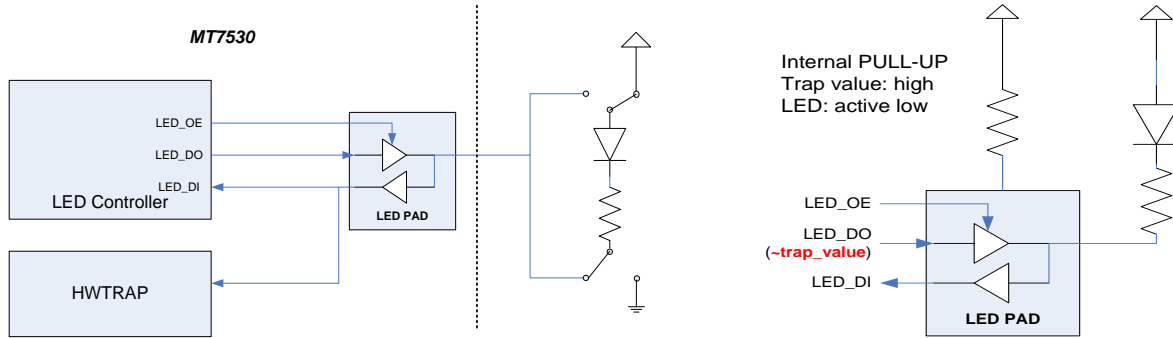 MT7530
LED_OE
LED_DO
LED_DI
LED Controller
LED PAD
HWTRAP
Internal PULL-UP
Trap value: high
LED: active low
LED_OE
LED_DO
(~trap_value)
LED_DI
LED PAD